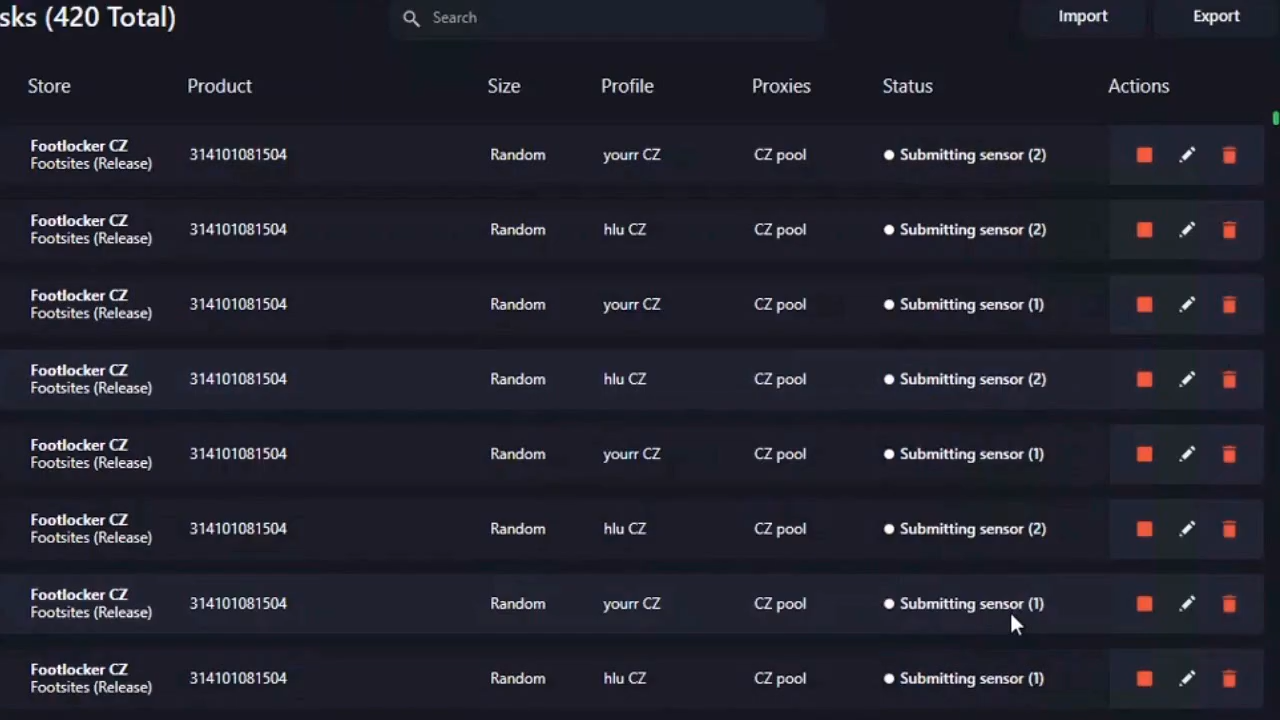 sks (420 Total)
Search
Import
Export
Store
Product
Size
Profile
Proxies
Status
Actions
Footlocker CZ
Footsites (Release)
314101081504
Random
yourr CZ
CZ pool
Submitting sensor (2)
Footlocker CZ
Footsites (Release)
314101081504
Random
hlu CZ
CZ pool
Submitting sensor (2)
Footlocker CZ
Footsites (Release)
314101081504
Random
yourr CZ
CZ pool
Submitting sensor (1)
Footlocker CZ
Footsites (Release)
314101081504
Random
hlu CZ
CZ pool
Submitting sensor (2)
Footlocker CZ
Footsites (Release)
314101081504
Random
yourr CZ
CZ pool
Submitting sensor (1)
Footlocker CZ
Footsites (Release)
314101081504
Random
hlu CZ
CZ pool
Submitting sensor (2)
Footlocker CZ
Footsites (Release)
314101081504
Random
yourr CZ
CZ pool
Submitting sensor (1)
Footlocker CZ
Footsites (Release)
314101081504
Random
hlu CZ
CZ pool
Submitting sensor (1)